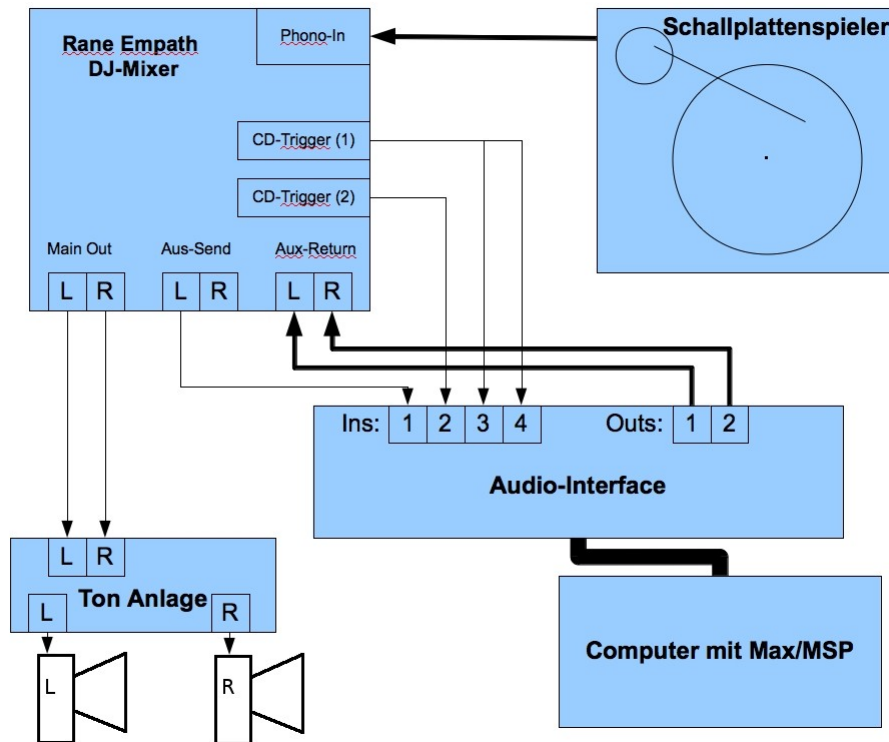 Rane Empath
DJ-Mixer
Phono-In
Schallplattenspieler
CD-Trigger (1)
CD-Trigger (2)
Main Out
Aus-Send
Aux-Return
L R
L R
L R
Ins: 1 2 3 4
Outs: 1 2
Audio-Interface
L R
Ton Anlage
L
R
L
R
Computer mit Max/MSP